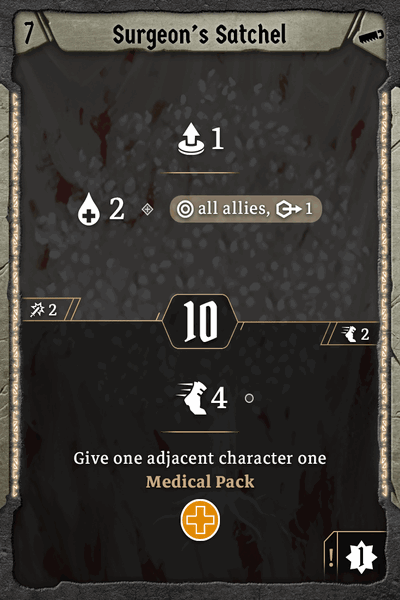 7 Surgeon's Satchel
1
2 all allies, 1
2
10
2
4
Give one adjacent character one
Medical Pack
! 1